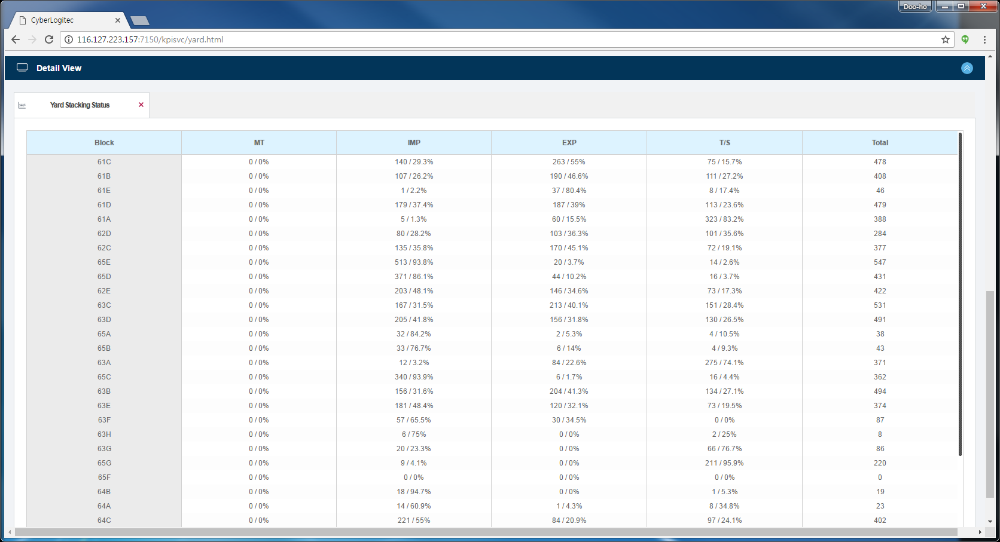 Doo-ho
CyberLogitec
116.127.223.157:7150/kpisvc/yard.html
Detail View
Yard Stacking Status
Block MT IMP EXP T/S Total
61C 0 / 0% 140 / 29.3% 263 / 55% 75 / 15.7% 478
61B 0 / 0% 107 / 26.2% 190 / 46.6% 111 / 27.2% 408
61E 0 / 0% 1 / 2.2% 37 / 80.4% 8 / 17.4% 46
61D 0 / 0% 179 / 37.4% 187 / 39% 113 / 23.6% 479
61A 0 / 0% 5 / 1.3% 60 / 15.5% 323 / 83.2% 388
62D 0 / 0% 80 / 28.2% 103 / 36.3% 101 / 35.6% 284
62C 0 / 0% 135 / 35.8% 170 / 45.1% 72 / 19.1% 377
65E 0 / 0% 513 / 93.8% 20 / 3.7% 14 / 2.6% 547
65D 0 / 0% 371 / 86.1% 44 / 10.2% 16 / 3.7% 431
62E 0 / 0% 203 / 48.1% 146 / 34.6% 73 / 17.3% 422
63C 0 / 0% 167 / 31.5% 213 / 40.1% 151 / 28.4% 531
63D 0 / 0% 205 / 41.8% 156 / 31.8% 130 / 26.5% 491
65A 0 / 0% 32 / 84.2% 2 / 5.3% 4 / 10.5% 38
65B 0 / 0% 33 / 76.7% 6 / 14% 4 / 9.3% 43
63A 0 / 0% 12 / 3.2% 84 / 22.6% 275 / 74.1% 371
65C 0 / 0% 340 / 93.9% 6 / 1.7% 16 / 4.4% 362
63B 0 / 0% 156 / 31.6% 204 / 41.3% 134 / 27.1% 494
63E 0 / 0% 181 / 48.4% 120 / 32.1% 73 / 19.5% 374
63F 0 / 0% 57 / 65.5% 30 / 34.5% 0 / 0% 87
63H 0 / 0% 6 / 75% 0 / 0% 2 / 25% 8
63G 0 / 0% 20 / 23.3% 0 / 0% 66 / 76.7% 86
65G 0 / 0% 9 / 4.1% 0 / 0% 211 / 95.9% 220
65F 0 / 0% 0 / 0% 0 / 0% 0 / 0% 0
64B 0 / 0% 18 / 94.7% 0 / 0% 1 / 5.3% 19
64A 0 / 0% 14 / 60.9% 1 / 4.3% 8 / 34.8% 23
64C 0 / 0% 221 / 55% 84 / 20.9% 97 / 24.1% 402